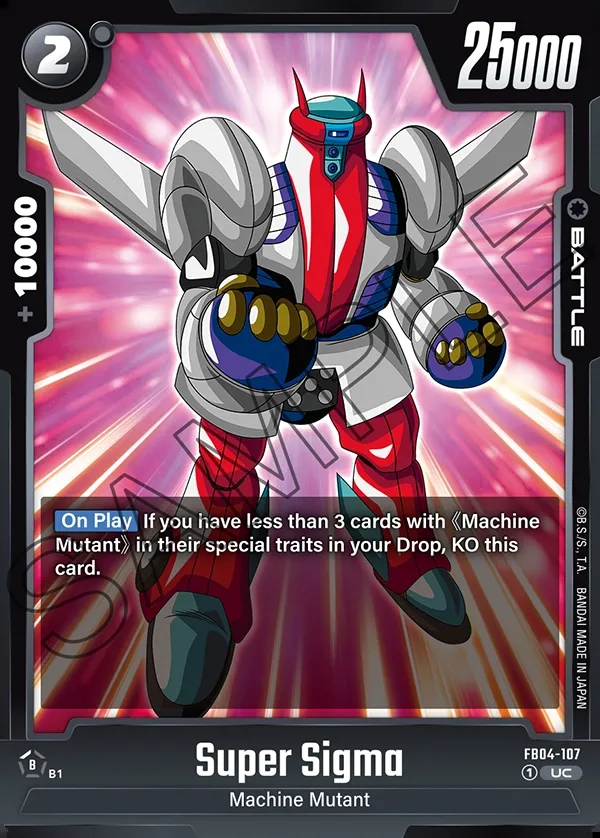 2
25000
+ 10000
BATTLE
SAMPLE
On Play If you have less than 3 cards with 《Machine
Mutant》 in their special traits in your Drop, KO this
card.
©B.S./S., T.A. BANDAI MADE IN JAPAN
B B1
Super Sigma
FB04-107
1 UC
Machine Mutant